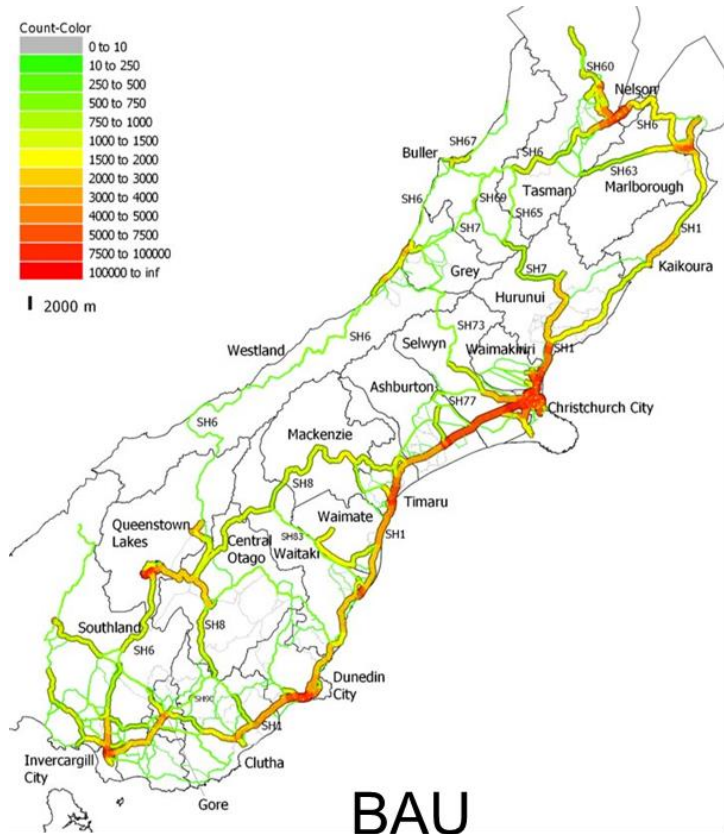 Count-Color
0 to 10
10 to 250
250 to 500
500 to 750
750 to 1000
1000 to 1500
1500 to 2000
2000 to 3000
3000 to 4000
4000 to 5000
5000 to 7500
7500 to 100000
100000 to inf
2000 m
SH60
Nelson
SH6
SH67
Buller
SH6
SH63
Tasman
Marlborough
SH69
SH65
SH6
SH7
SH1
Grey
SH7
Kaikoura
Hurunui
SH73
Westland
SH6
Selwyn
Waimakiriri
SH1
Ashburton
SH77
Christchurch City
SH6
Mackenzie
SH8
Timaru
Queenstown
Lakes
Waimate
SH83
SH1
Central
Otago
Waitaki
Southland
SH8
SH6
Dunedin
City
SH90
SH1
Invercargill
City
Clutha
Gore
BAU